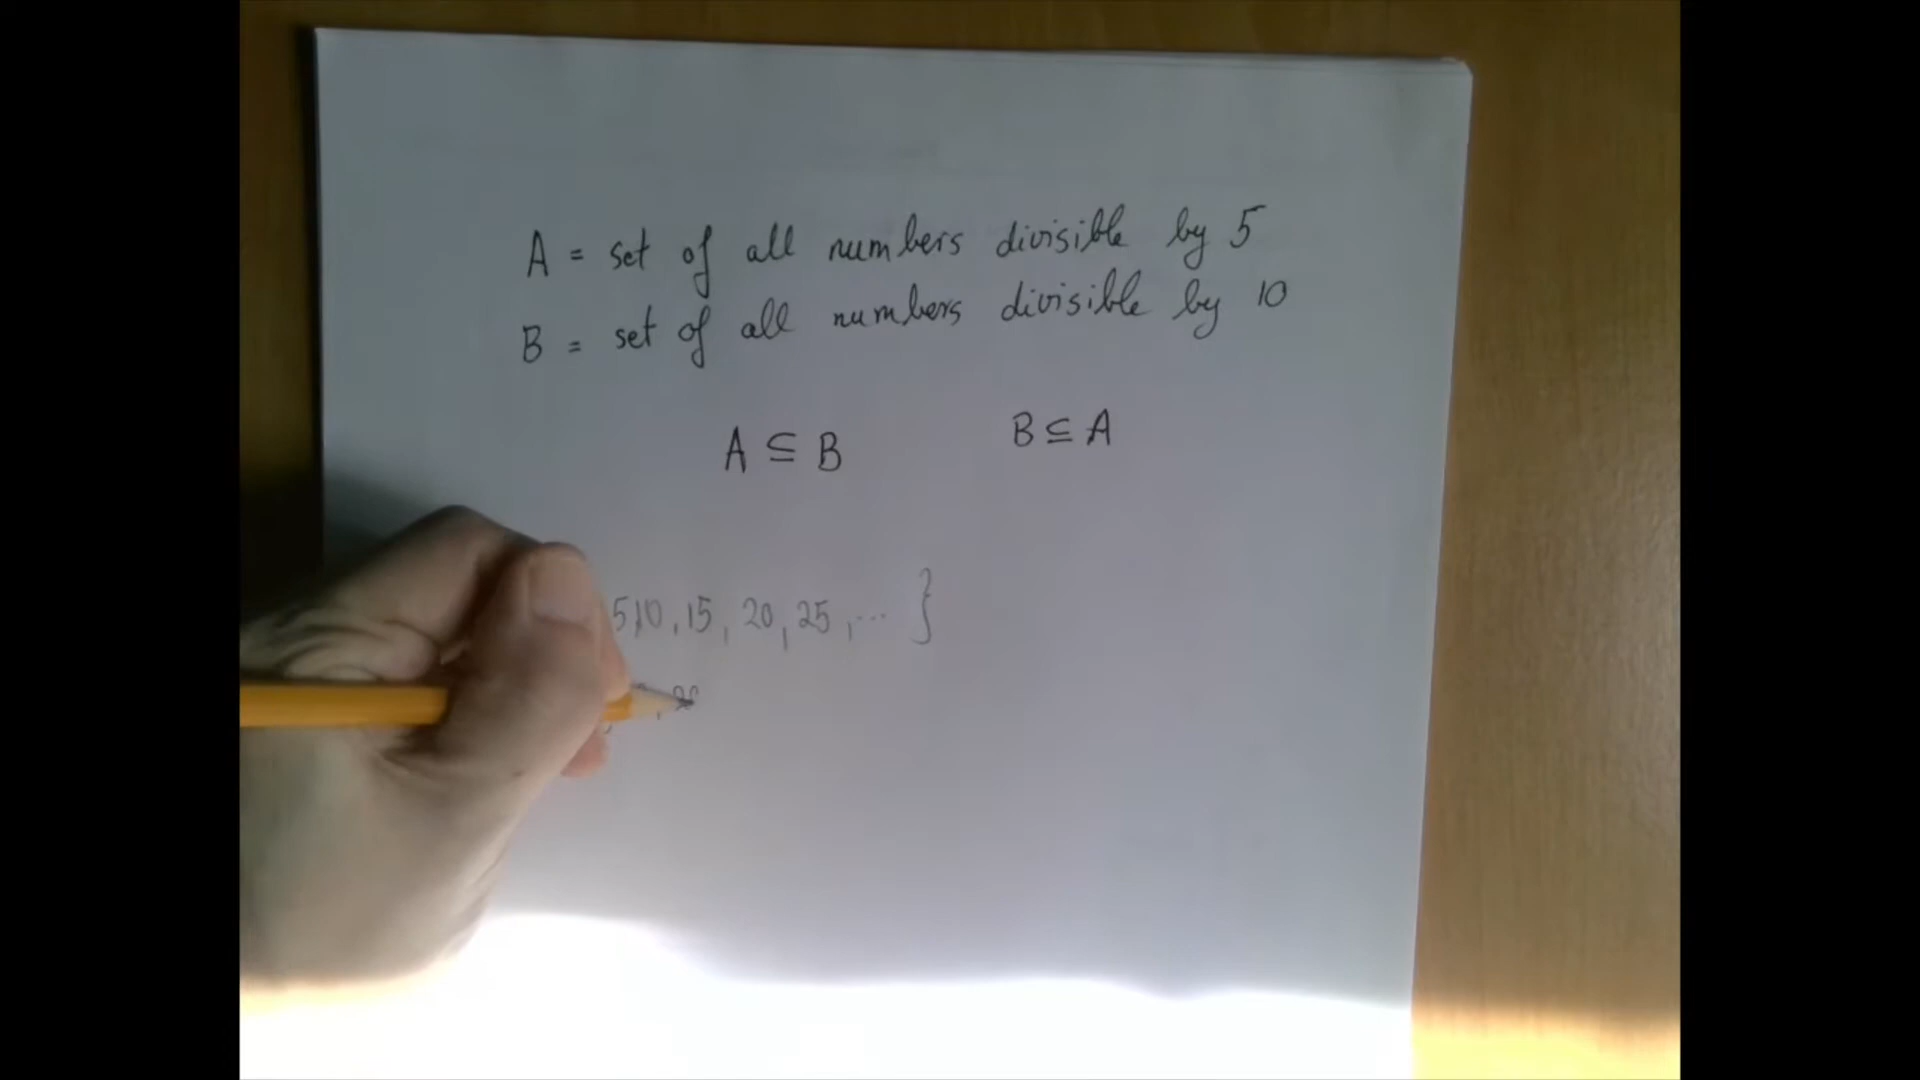 A = set of all numbers divisible by 5
B = set of all numbers divisible by 10
A ⊆ B B ⊆ A
5,10, 15, 20, 25, ... }